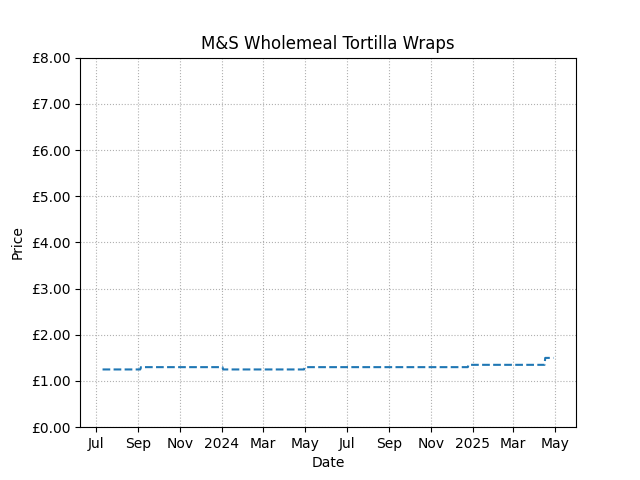 M&S Wholemeal Tortilla Wraps
£8.00
£7.00
£6.00
£5.00
£4.00
£3.00
£2.00
£1.00
£0.00
Price
Jul Sep Nov 2024 Mar May Jul Sep Nov 2025 Mar May
Date